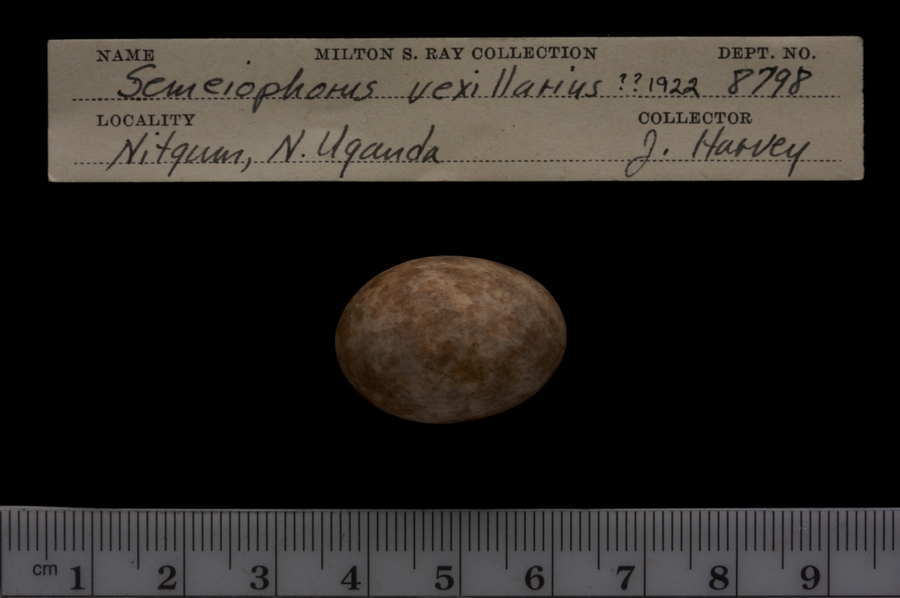 NAME MILTON S. RAY COLLECTION DEPT. NO.
Semeiophorus vexillarius ??1922 8798
LOCALITY COLLECTOR
Nitgum, N. Uganda J. Harvey
cm 1 2 3 4 5 6 7 8 9